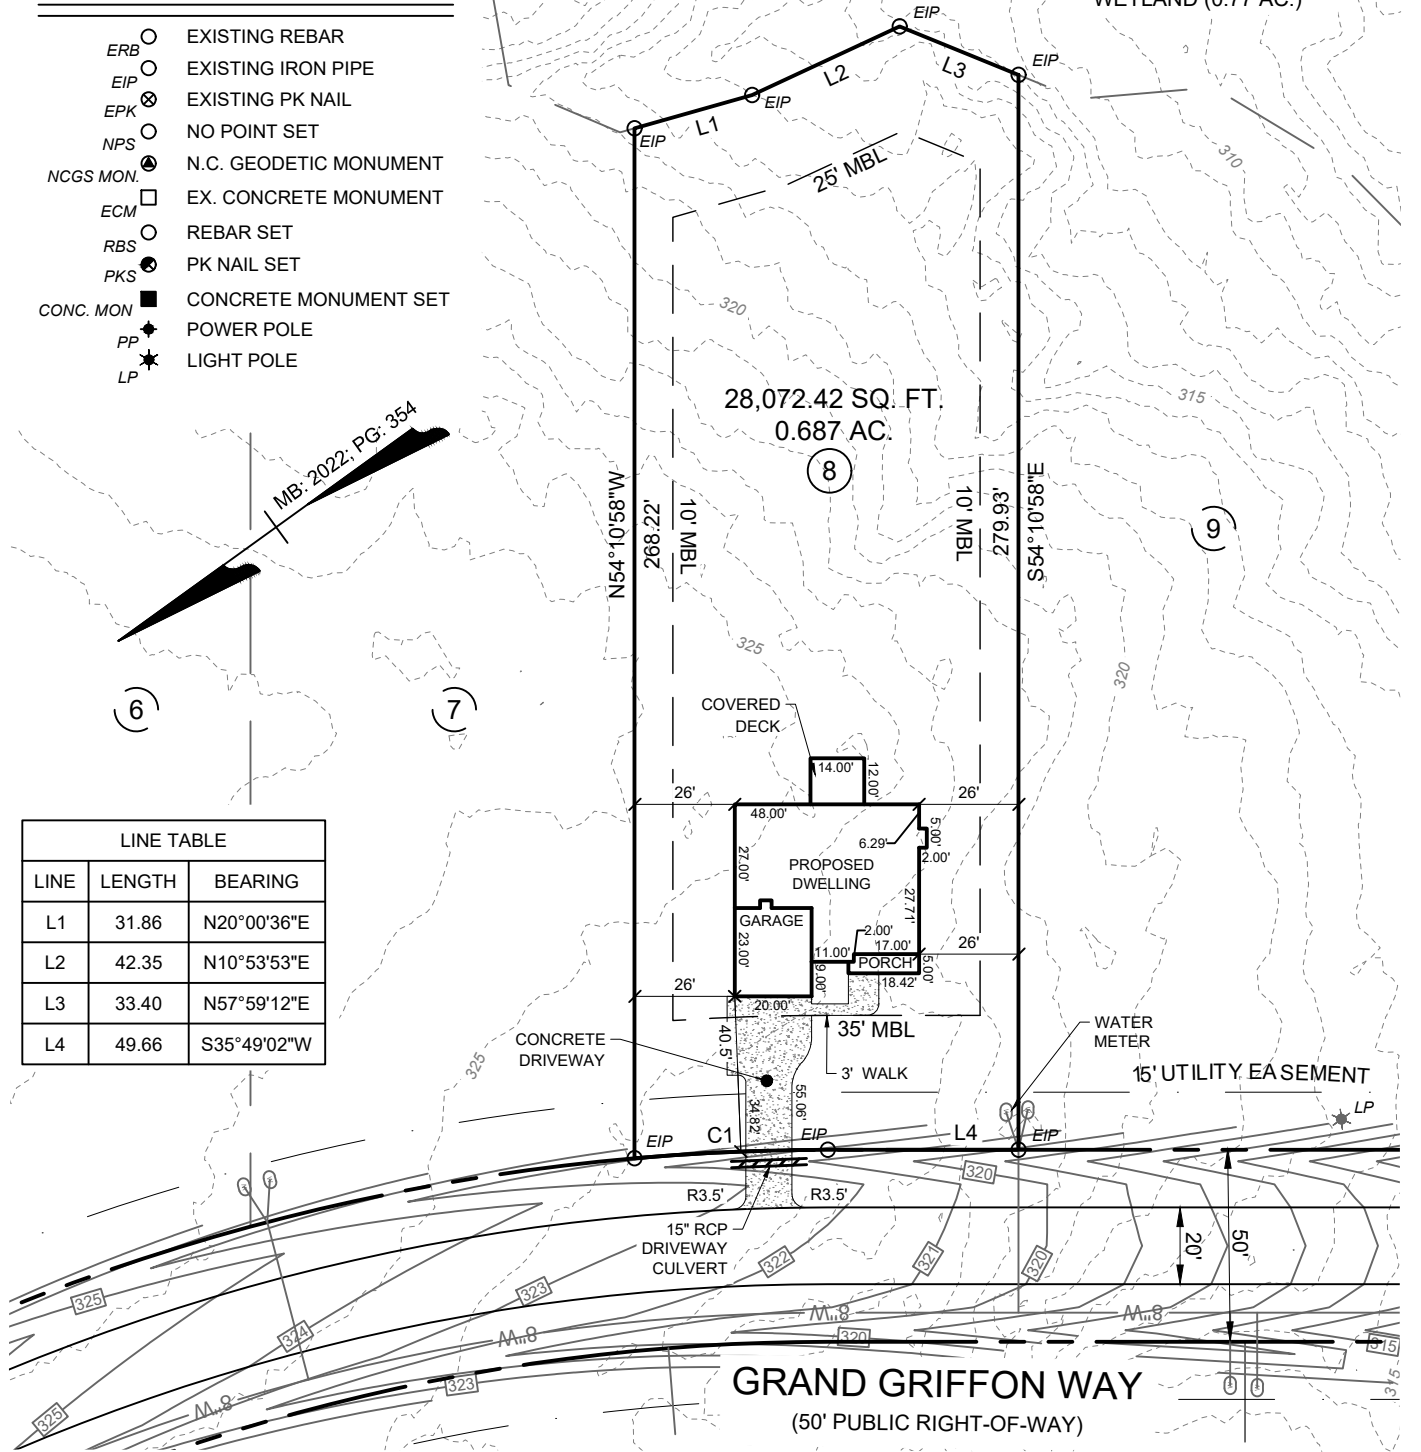 WETLAND (0.77 AC.)
ERB EXISTING REBAR
EIP EXISTING IRON PIPE
EPK EXISTING PK NAIL
NPS NO POINT SET
NCGS MON. N.C. GEODETIC MONUMENT
ECM EX. CONCRETE MONUMENT
RBS REBAR SET
PKS PK NAIL SET
CONC. MON CONCRETE MONUMENT SET
PP POWER POLE
LP LIGHT POLE
MB: 2022; PG: 354
EIP
EIP
EIP
EIP
L1
L2
L3
25' MBL
310
320
315
28,072.42 SQ. FT.
0.687 AC.
8
N54°10'58"W
268.22'
10' MBL
10' MBL
279.93'
S54°10'58"E
9
6
7
325
320
COVERED
DECK
14.00'
12.00'
26'
48.00'
26'
5.00'
6.29'
2.00'
27.00'
PROPOSED
DWELLING
27.71'
GARAGE
23.00'
2.00'
11.00'
17.00'
PORCH
5.00'
9.00'
18.42'
26'
26'
20.00'
35' MBL
40.5'
CONCRETE
DRIVEWAY
3' WALK
34.82'
55.06'
WATER
METER
15' UTILITY EASEMENT
LP
325
LINE TABLE
LINE LENGTH BEARING
L1 31.86 N20°00'36"E
L2 42.35 N10°53'53"E
L3 33.40 N57°59'12"E
L4 49.66 S35°49'02"W
EIP
C1
EIP
L4
EIP
R3.5'
R3.5'
15" RCP
DRIVEWAY
CULVERT
320
322
321
320
20'
50'
325
324
323
8"W
8"W
8"W
320
315
315
323
325
8"W
GRAND GRIFFON WAY
(50' PUBLIC RIGHT-OF-WAY)